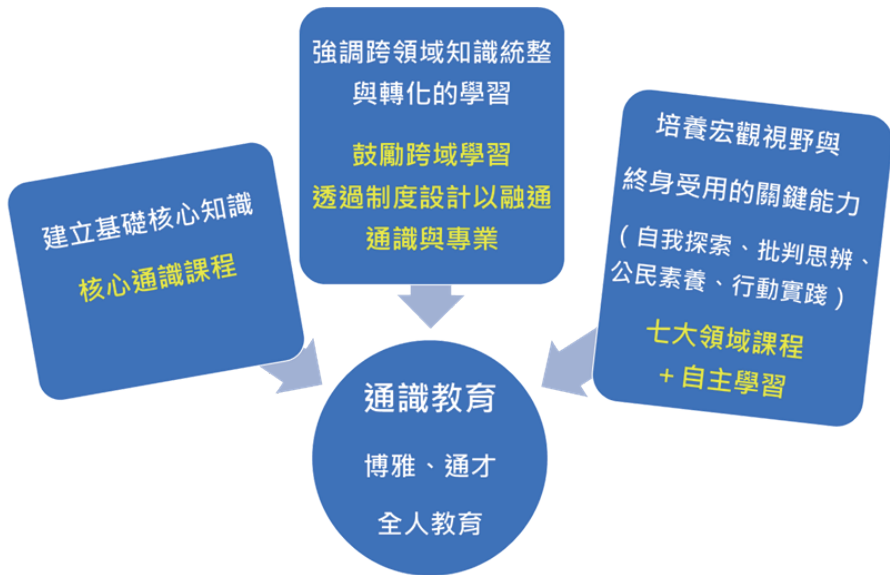 建立基礎核心知識
核心通識課程
強調跨領域知識統整
與轉化的學習
鼓勵跨域學習
透過制度設計以融通
通識與專業
培養宏觀視野與
終身受用的關鍵能力
（自我探索、批判思辨、
公民素養、行動實踐）
七大領域課程
+自主學習
通識教育
博雅、通才
全人教育